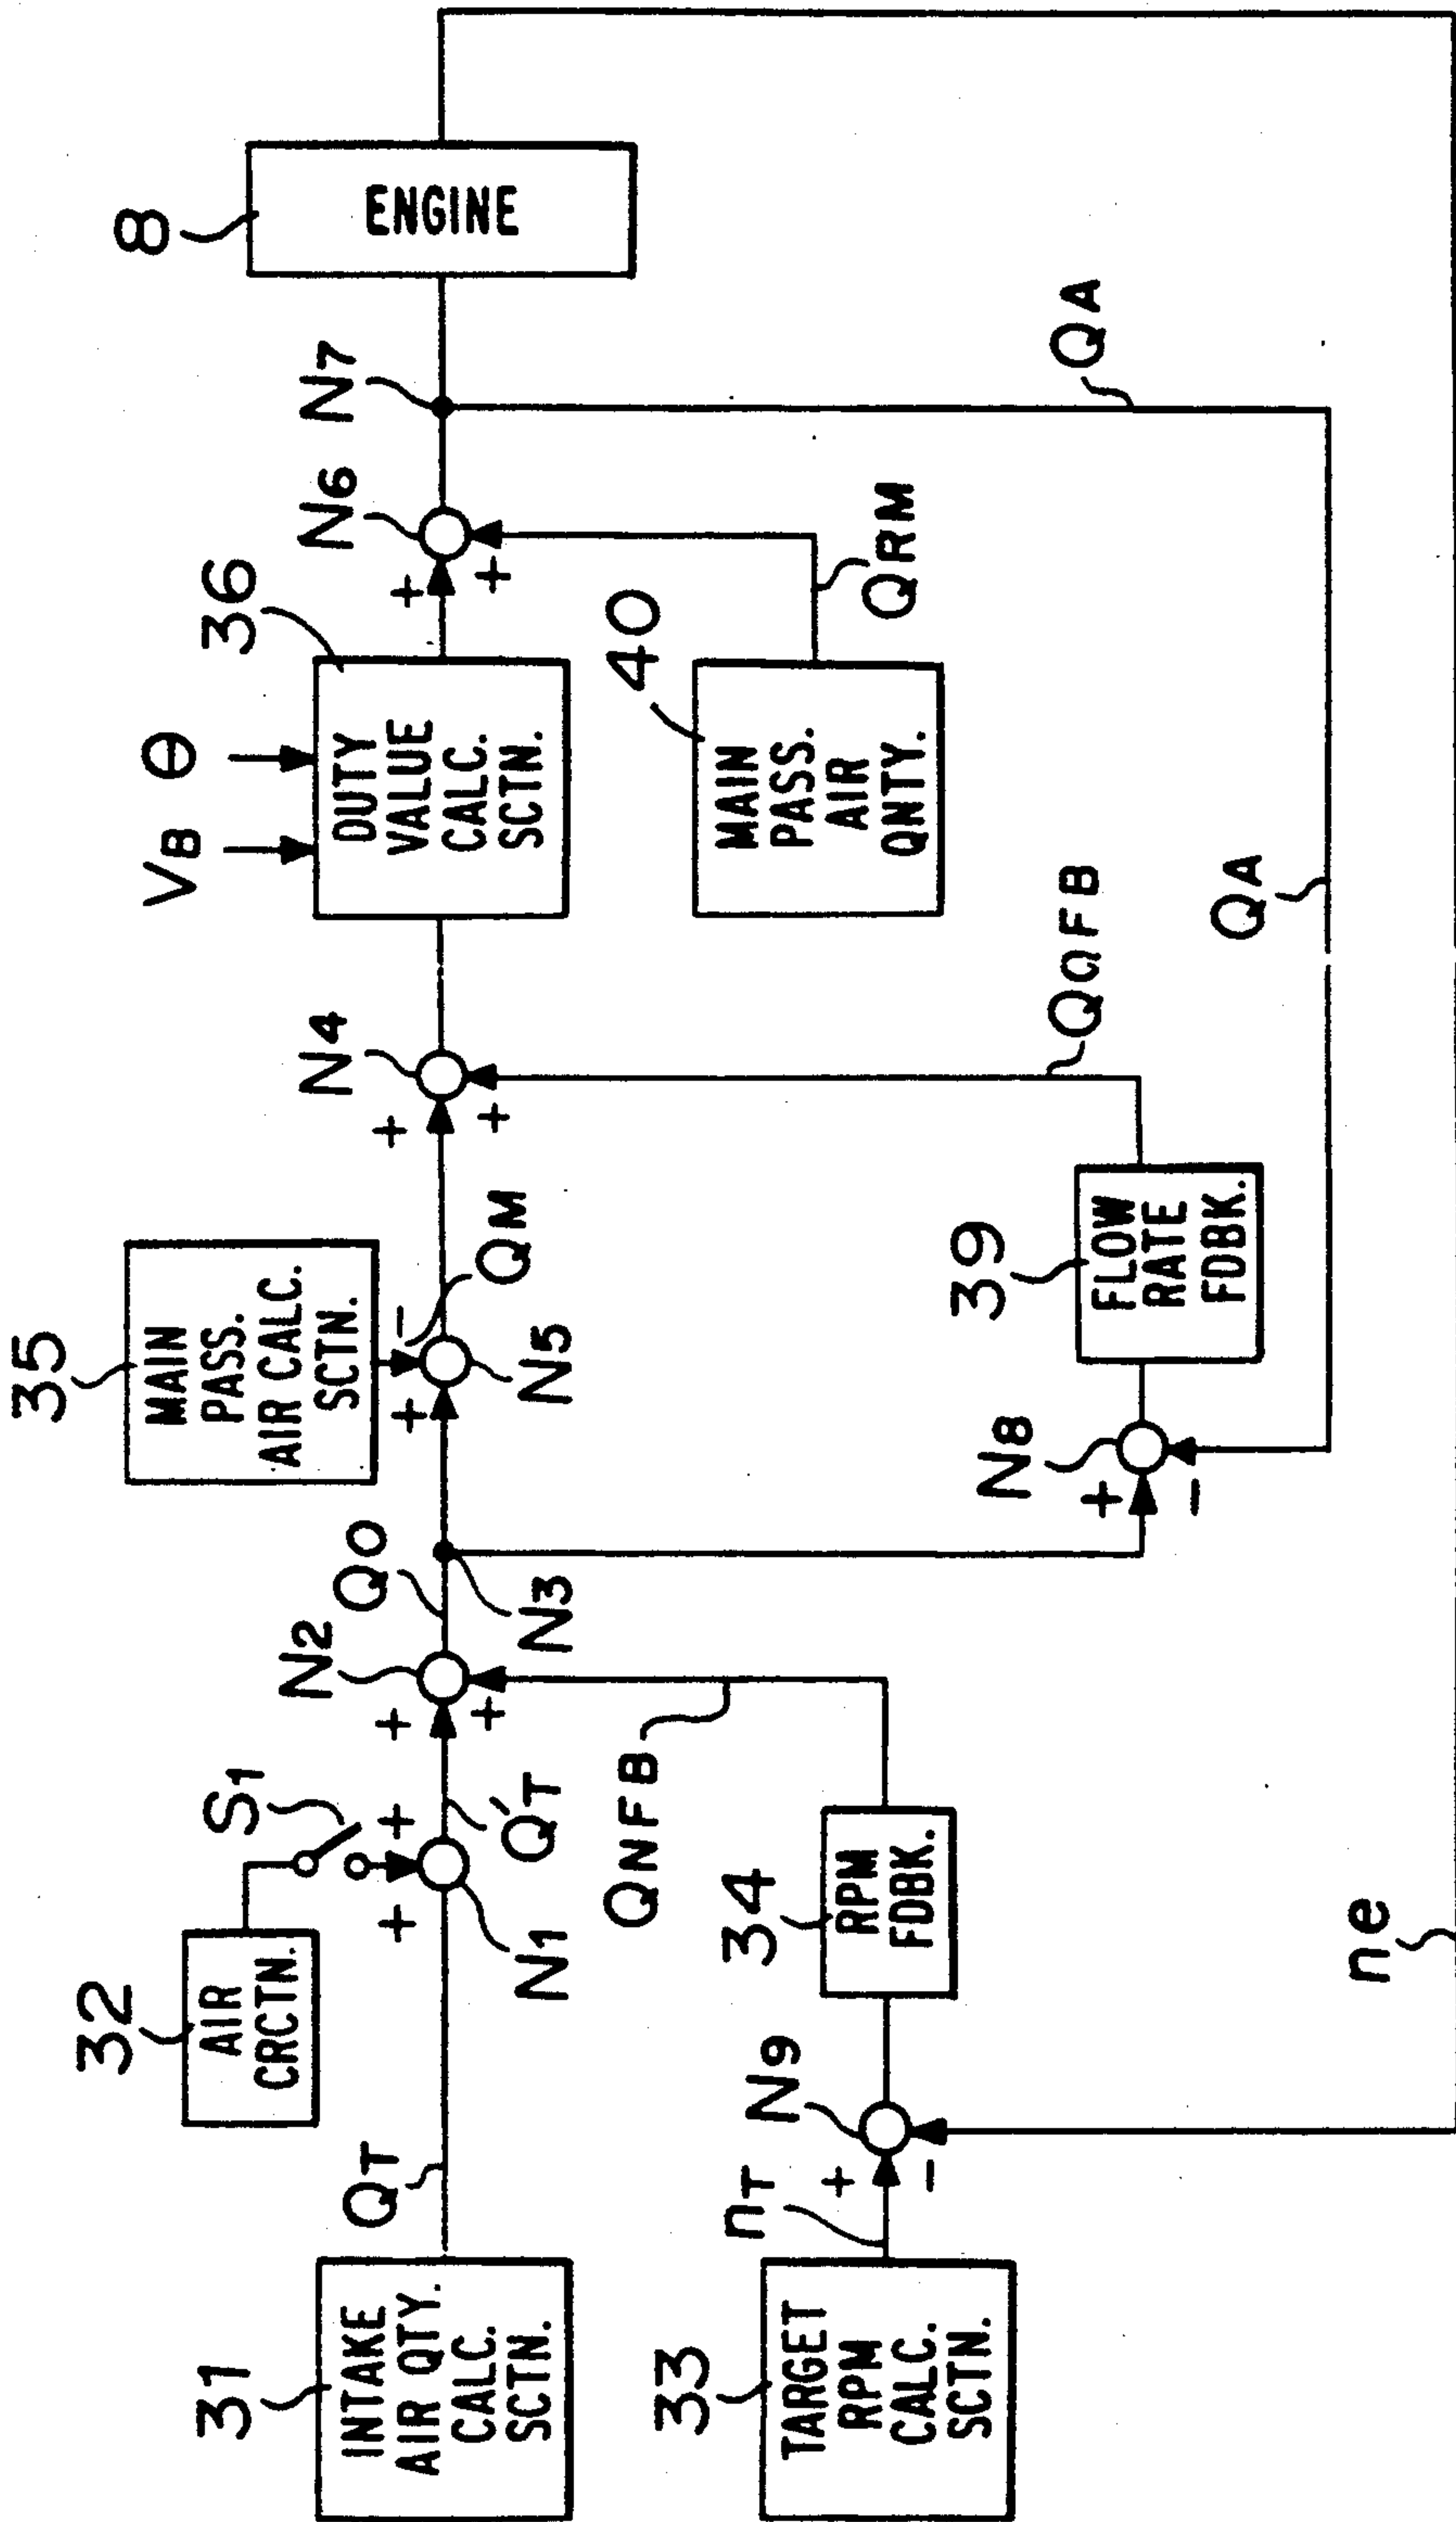 31
INTAKE
AIR QTY.
CALC.
SCTN.
QT
32
AIR
CRCTN.
S1
+
+
N1
Q'T
+
+
N2
Q0
N3
35
MAIN
PASS.
AIR CALC.
SCTN.
+
−
QM
N5
+
+
N4
VB
Θ
36
DUTY
VALUE
CALC.
SCTN.
+
+
N6
N7
8
ENGINE
33
TARGET
RPM
CALC.
SCTN.
nT
+
−
N9
34
RPM
FDBK.
QNFB
N8
+
−
39
FLOW
RATE
FDBK.
QQFB
40
MAIN
PASS.
AIR
QNTY.
QRM
QA
QA
ne